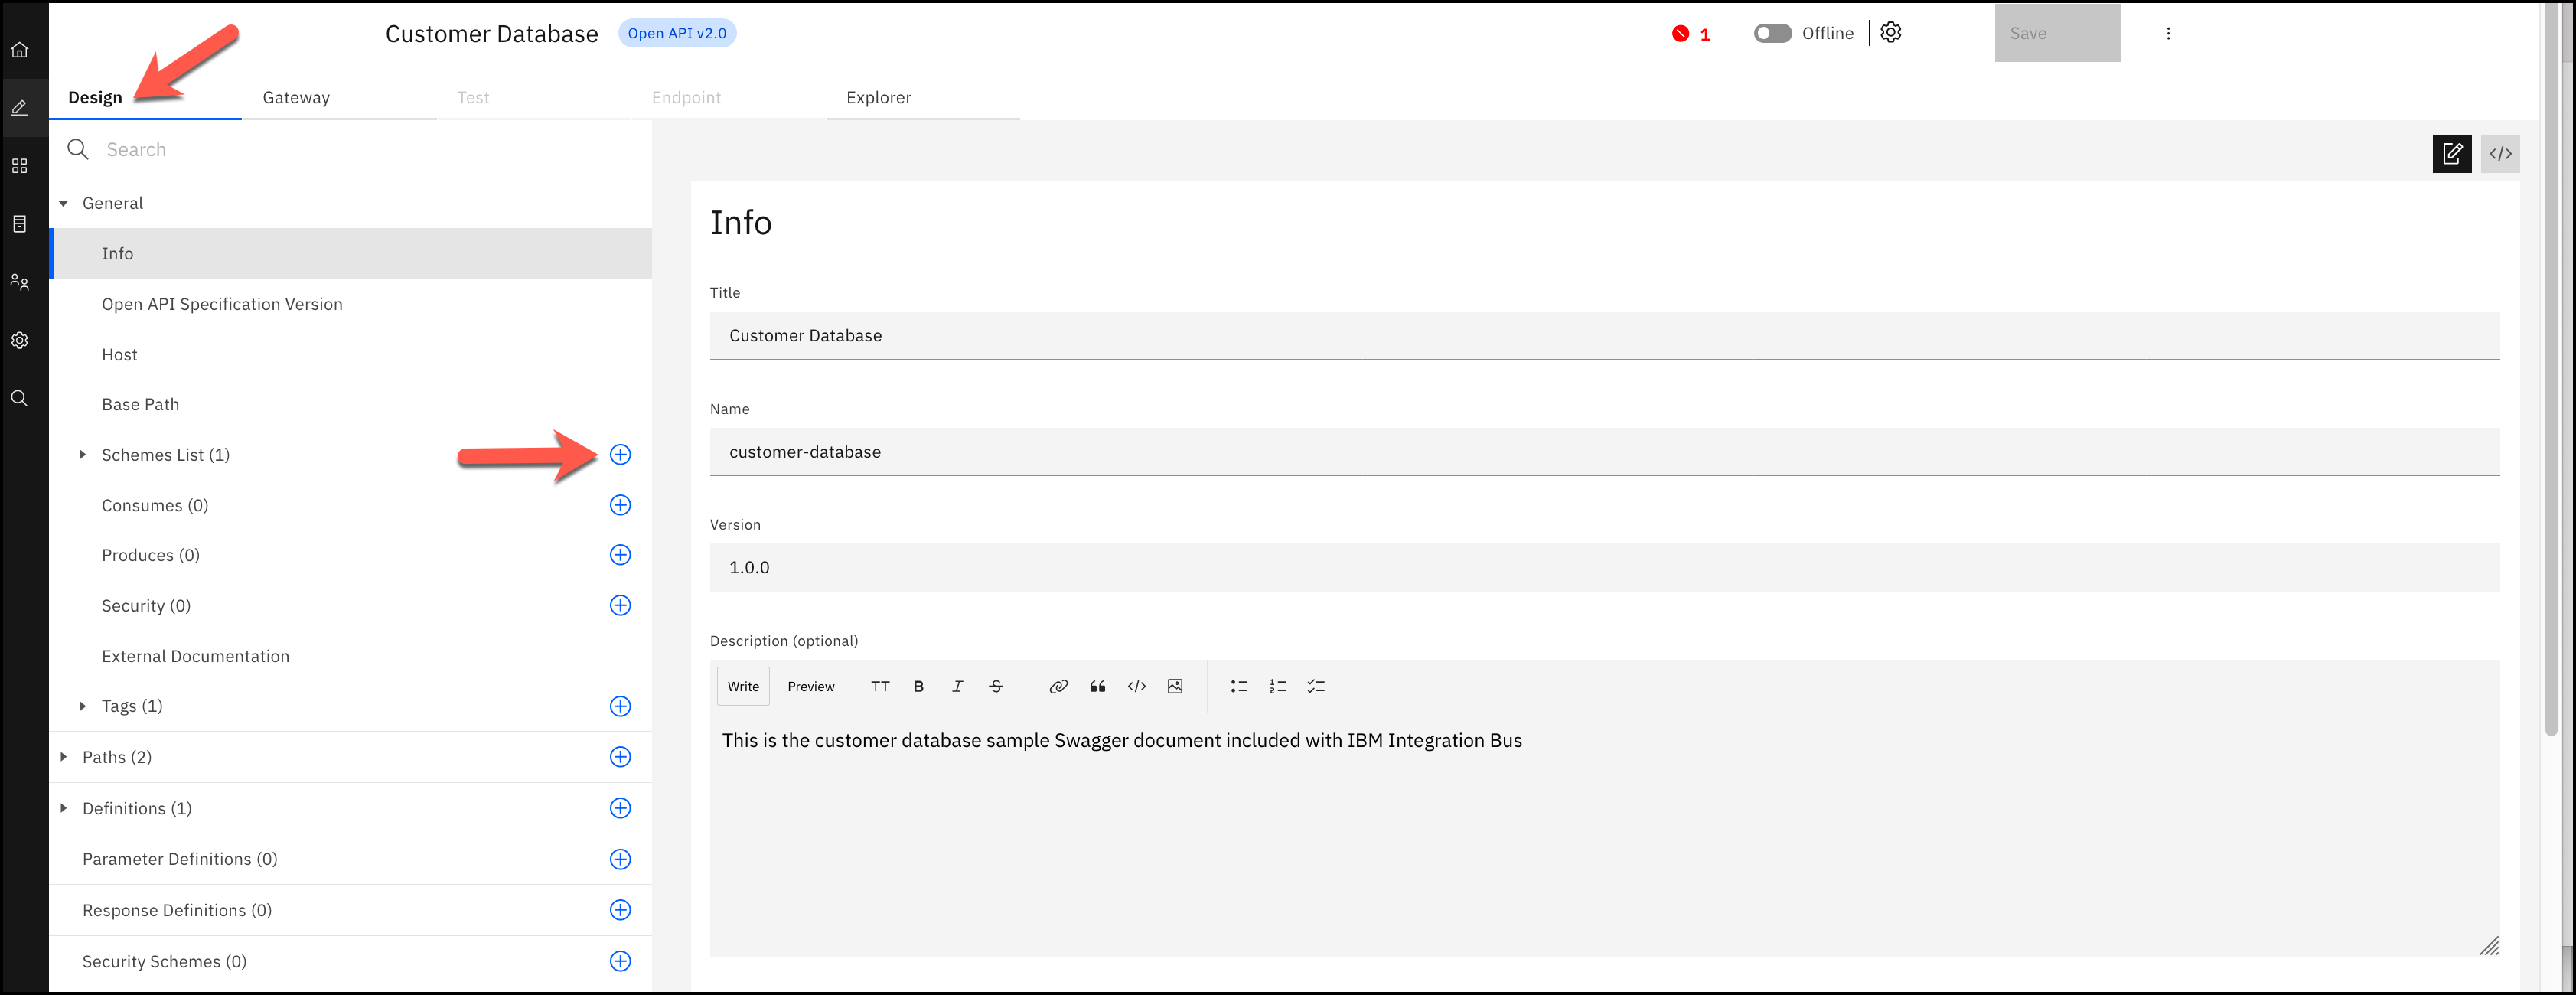 Customer Database
Open API v2.0
1
Offline
Save
Design
Gateway
Test
Endpoint
Explorer
Search
General
Info
Open API Specification Version
Host
Base Path
Schemes List (1)
Consumes (0)
Produces (0)
Security (0)
External Documentation
Tags (1)
Paths (2)
Definitions (1)
Parameter Definitions (0)
Response Definitions (0)
Security Schemes (0)
Info
Title
Customer Database
Name
customer-database
Version
1.0.0
Description (optional)
Write Preview TT B I S
This is the customer database sample Swagger document included with IBM Integration Bus